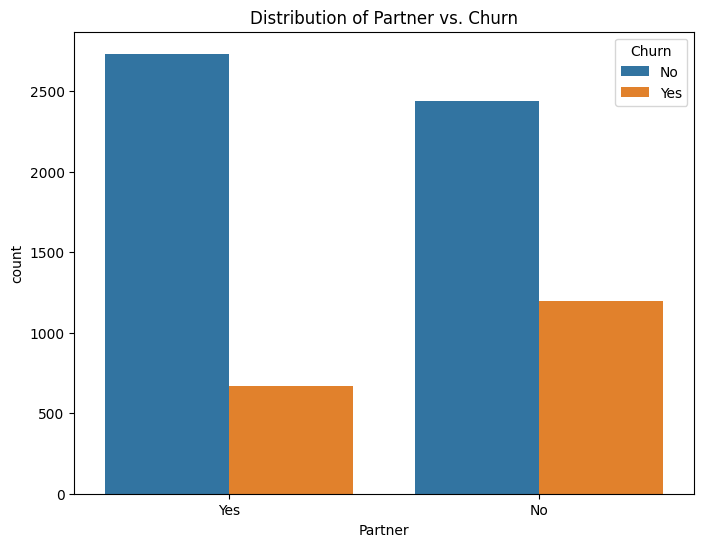 Distribution of Partner vs. Churn
Churn
No
Yes
count
2500
2000
1500
1000
500
0
Yes
No
Partner